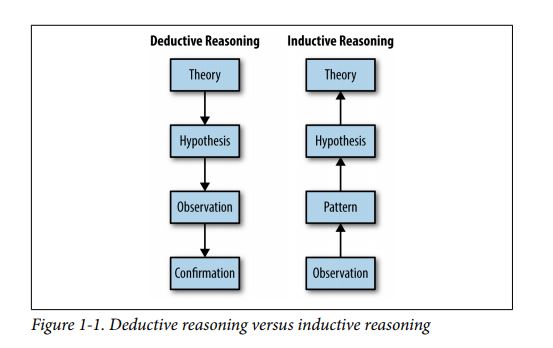 Deductive Reasoning
Theory
Hypothesis
Observation
Confirmation
Inductive Reasoning
Theory
Hypothesis
Pattern
Observation
Figure 1-1. Deductive reasoning versus inductive reasoning